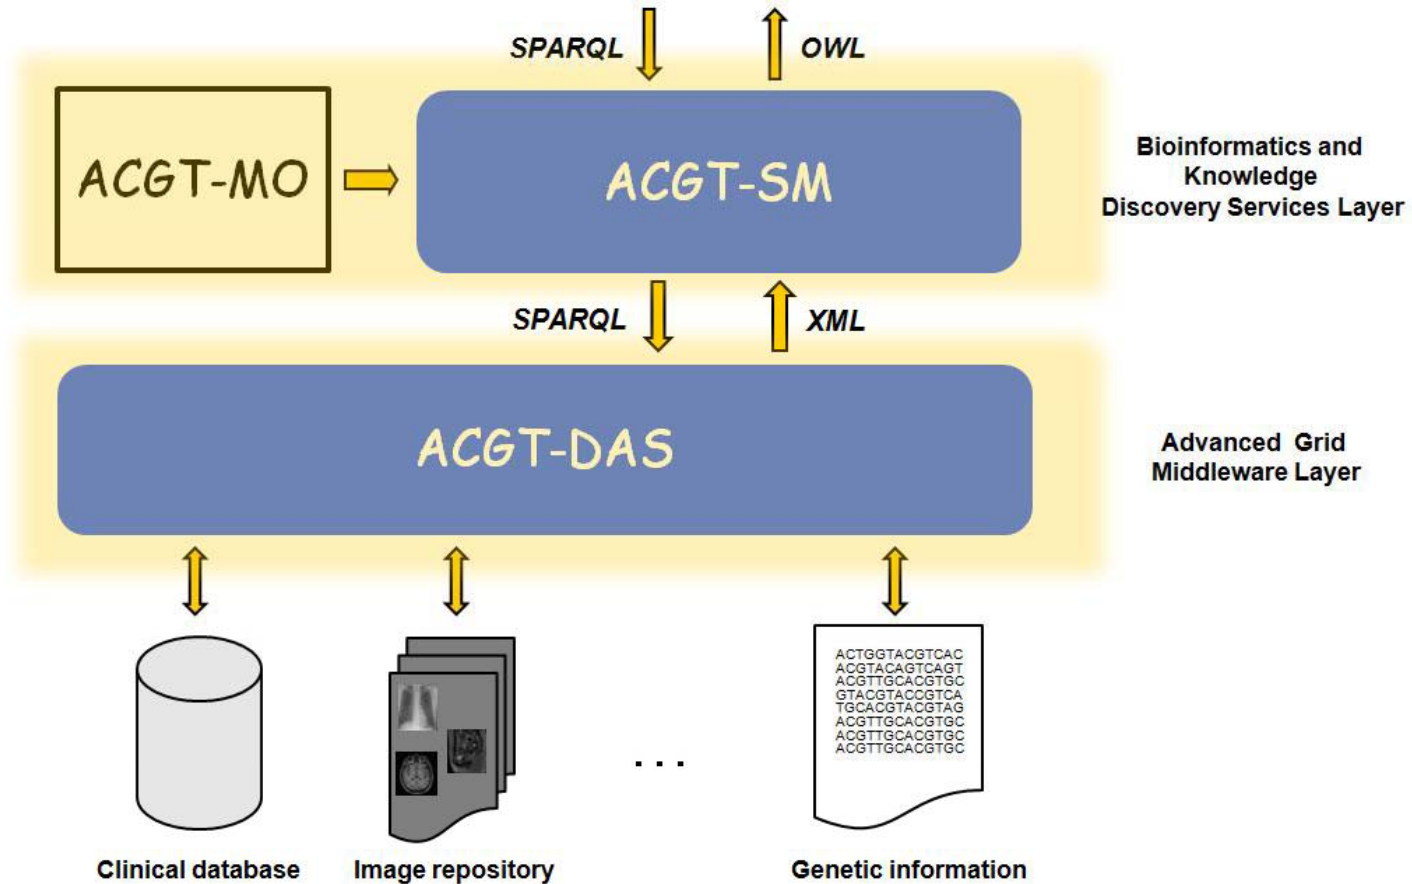 SPARQL
OWL
ACGT-MO
ACGT-SM
Bioinformatics and
Knowledge
Discovery Services Layer
SPARQL
XML
ACGT-DAS
Advanced Grid
Middleware Layer
ACTGGTACGTCAC
ACGTACAGTCAGT
ACGTTGCACGTGC
GTACGTACCGTCA
TGCACGTACGTAG
ACGTTGCACGTGC
ACGTTGCACGTGC
ACGTTGCACGTGC
. . .
Clinical database
Image repository
Genetic information